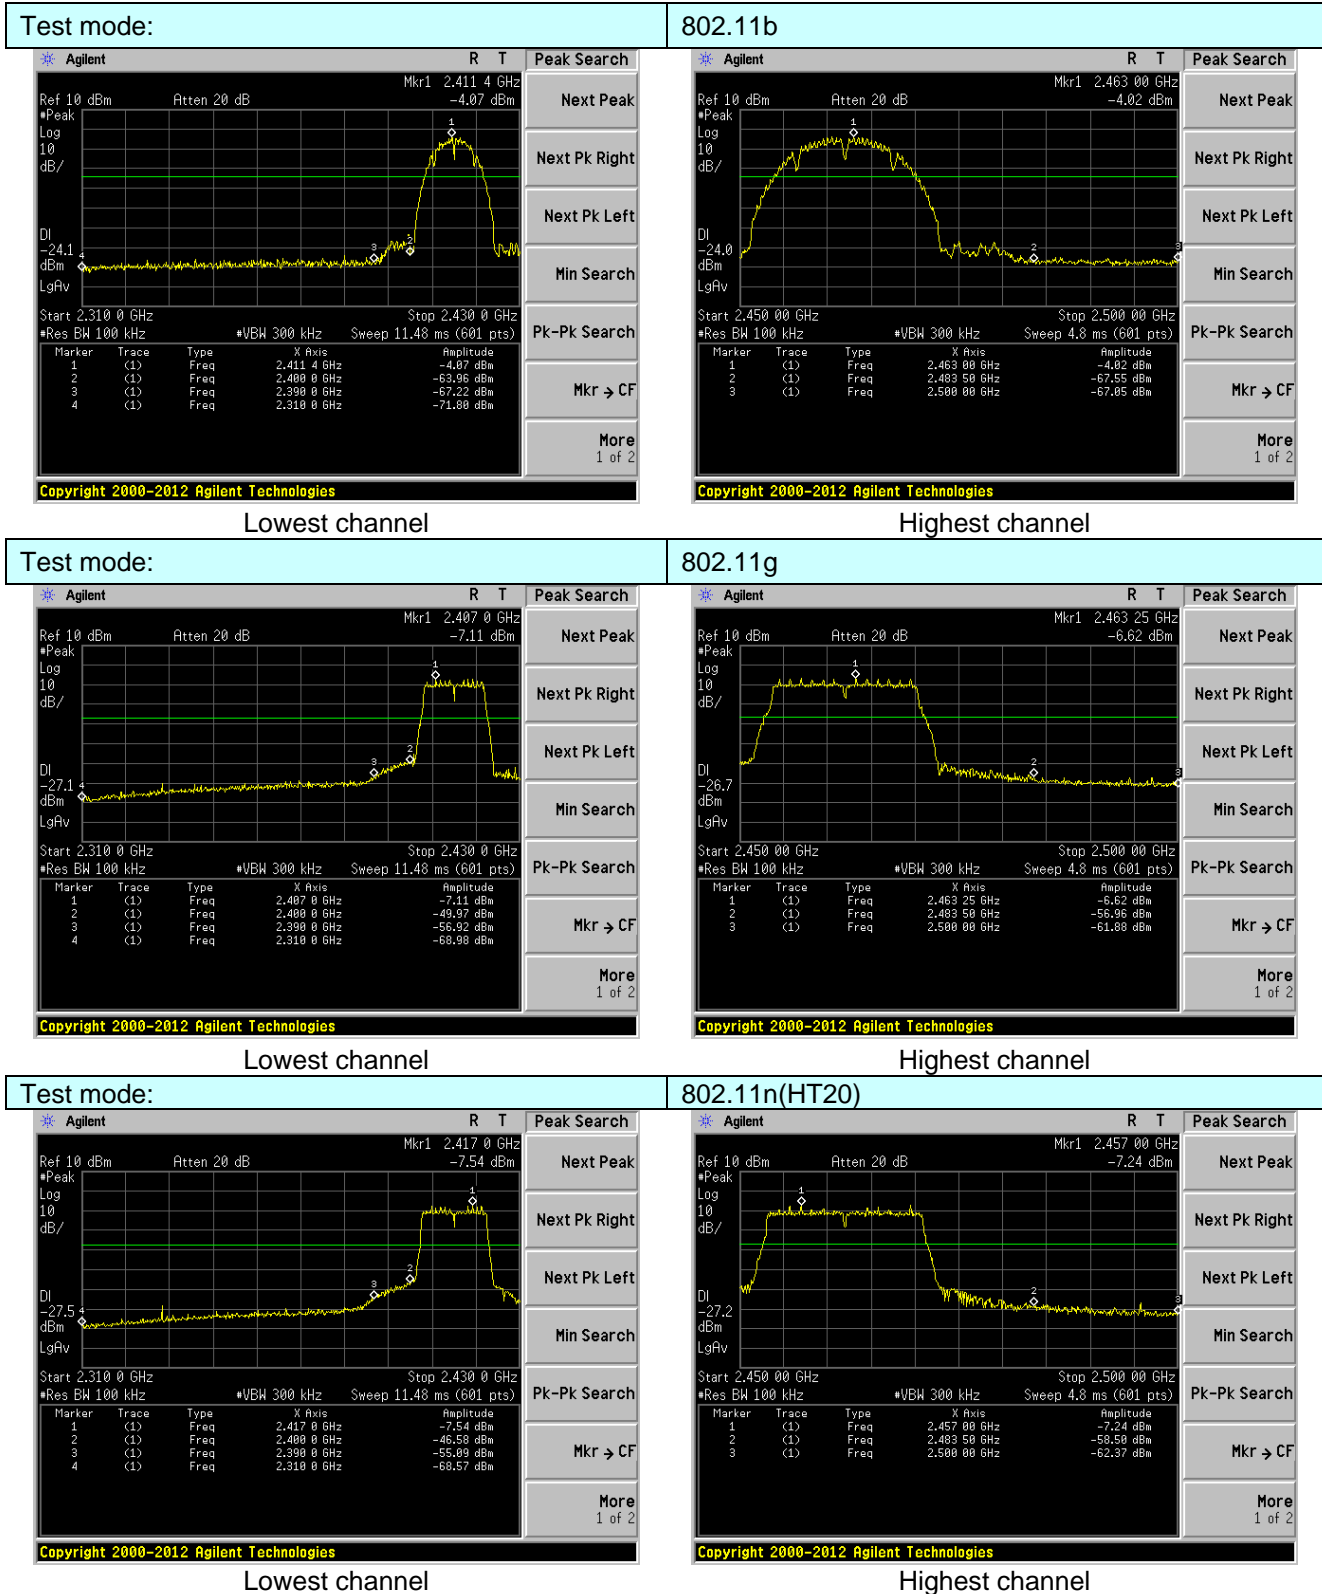 Test mode: 802.11b
Agilent R T Peak Search
Mkr1 2.411 4 GHz
Ref 10 dBm Atten 20 dB -4.07 dBm
#Peak
Log
10
dB/
1
2
3
4
DI
-24.1
dBm
LgAv
Start 2.310 0 GHz Stop 2.430 0 GHz
#Res BW 100 kHz #VBW 300 kHz Sweep 11.48 ms (601 pts)
Marker Trace Type X Axis Amplitude
1 (1) Freq 2.411 4 GHz -4.07 dBm
2 (1) Freq 2.400 0 GHz -63.96 dBm
3 (1) Freq 2.390 0 GHz -67.22 dBm
4 (1) Freq 2.310 0 GHz -71.80 dBm
Next Peak
Next Pk Right
Next Pk Left
Min Search
Pk-Pk Search
Mkr → CF
More
1 of 2
Copyright 2000-2012 Agilent Technologies
Lowest channel
Agilent R T Peak Search
Mkr1 2.463 00 GHz
Ref 10 dBm Atten 20 dB -4.02 dBm
#Peak
Log
10
dB/
1
2
3
DI
-24.0
dBm
LgAv
Start 2.450 00 GHz Stop 2.500 00 GHz
#Res BW 100 kHz #VBW 300 kHz Sweep 4.8 ms (601 pts)
Marker Trace Type X Axis Amplitude
1 (1) Freq 2.463 00 GHz -4.02 dBm
2 (1) Freq 2.483 50 GHz -67.55 dBm
3 (1) Freq 2.500 00 GHz -67.05 dBm
Next Peak
Next Pk Right
Next Pk Left
Min Search
Pk-Pk Search
Mkr → CF
More
1 of 2
Copyright 2000-2012 Agilent Technologies
Highest channel
Test mode: 802.11g
Agilent R T Peak Search
Mkr1 2.407 0 GHz
Ref 10 dBm Atten 20 dB -7.11 dBm
#Peak
Log
10
dB/
1
2
3
4
DI
-27.1
dBm
LgAv
Start 2.310 0 GHz Stop 2.430 0 GHz
#Res BW 100 kHz #VBW 300 kHz Sweep 11.48 ms (601 pts)
Marker Trace Type X Axis Amplitude
1 (1) Freq 2.407 0 GHz -7.11 dBm
2 (1) Freq 2.400 0 GHz -49.97 dBm
3 (1) Freq 2.390 0 GHz -56.92 dBm
4 (1) Freq 2.310 0 GHz -68.98 dBm
Next Peak
Next Pk Right
Next Pk Left
Min Search
Pk-Pk Search
Mkr → CF
More
1 of 2
Copyright 2000-2012 Agilent Technologies
Lowest channel
Agilent R T Peak Search
Mkr1 2.463 25 GHz
Ref 10 dBm Atten 20 dB -6.62 dBm
#Peak
Log
10
dB/
1
2
3
DI
-26.7
dBm
LgAv
Start 2.450 00 GHz Stop 2.500 00 GHz
#Res BW 100 kHz #VBW 300 kHz Sweep 4.8 ms (601 pts)
Marker Trace Type X Axis Amplitude
1 (1) Freq 2.463 25 GHz -6.62 dBm
2 (1) Freq 2.483 50 GHz -56.96 dBm
3 (1) Freq 2.500 00 GHz -61.88 dBm
Next Peak
Next Pk Right
Next Pk Left
Min Search
Pk-Pk Search
Mkr → CF
More
1 of 2
Copyright 2000-2012 Agilent Technologies
Highest channel
Test mode: 802.11n(HT20)
Agilent R T Peak Search
Mkr1 2.417 0 GHz
Ref 10 dBm Atten 20 dB -7.54 dBm
#Peak
Log
10
dB/
1
2
3
4
DI
-27.5
dBm
LgAv
Start 2.310 0 GHz Stop 2.430 0 GHz
#Res BW 100 kHz #VBW 300 kHz Sweep 11.48 ms (601 pts)
Marker Trace Type X Axis Amplitude
1 (1) Freq 2.417 0 GHz -7.54 dBm
2 (1) Freq 2.400 0 GHz -46.58 dBm
3 (1) Freq 2.390 0 GHz -55.09 dBm
4 (1) Freq 2.310 0 GHz -68.57 dBm
Next Peak
Next Pk Right
Next Pk Left
Min Search
Pk-Pk Search
Mkr → CF
More
1 of 2
Copyright 2000-2012 Agilent Technologies
Lowest channel
Agilent R T Peak Search
Mkr1 2.457 00 GHz
Ref 10 dBm Atten 20 dB -7.24 dBm
#Peak
Log
10
dB/
1
2
3
DI
-27.2
dBm
LgAv
Start 2.450 00 GHz Stop 2.500 00 GHz
#Res BW 100 kHz #VBW 300 kHz Sweep 4.8 ms (601 pts)
Marker Trace Type X Axis Amplitude
1 (1) Freq 2.457 00 GHz -7.24 dBm
2 (1) Freq 2.483 50 GHz -58.50 dBm
3 (1) Freq 2.500 00 GHz -62.37 dBm
Next Peak
Next Pk Right
Next Pk Left
Min Search
Pk-Pk Search
Mkr → CF
More
1 of 2
Copyright 2000-2012 Agilent Technologies
Highest channel